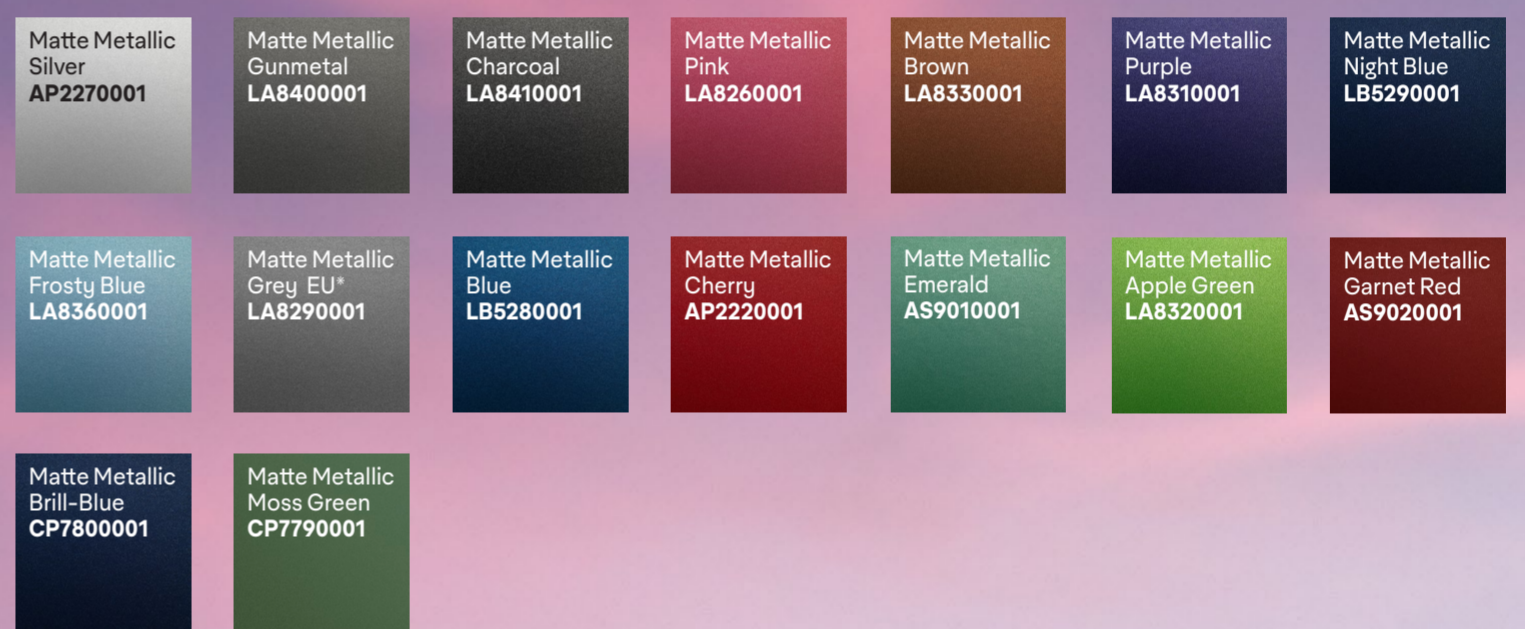 Matte Metallic
Silver
AP2270001
Matte Metallic
Gunmetal
LA8400001
Matte Metallic
Charcoal
LA8410001
Matte Metallic
Pink
LA8260001
Matte Metallic
Brown
LA8330001
Matte Metallic
Purple
LA8310001
Matte Metallic
Night Blue
LB5290001
Matte Metallic
Frosty Blue
LA8360001
Matte Metallic
Grey EU*
LA8290001
Matte Metallic
Blue
LB5280001
Matte Metallic
Cherry
AP2220001
Matte Metallic
Emerald
AS9010001
Matte Metallic
Apple Green
LA8320001
Matte Metallic
Garnet Red
AS9020001
Matte Metallic
Brill-Blue
CP7800001
Matte Metallic
Moss Green
CP7790001